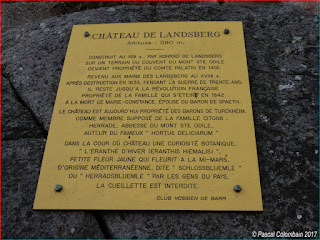 CHÂTEAU DE LANDSBERG
Altitude : 580 m.
CONSTRUIT AU XIII e. PAR KONRAD DE LANDSBERG
SUR UN TERRAIN DU COUVENT DU MONT STE ODILE
DEVIENT PROPRIÉTÉ DU COMTE PALATIN EN 1413.
REVENU AUX MAINS DES LANDSBERG AU XVIII e.
APRÈS DESTRUCTION EN 1633, PENDANT LA GUERRE DE TRENTE ANS,
IL RESTE JUSQU'A LA RÉVOLUTION FRANÇAISE
PROPRIÉTÉ DE LA FAMILLE QUI S'ETEINT EN 1842
A LA MORT DE MARIE-CONSTANCE, ÉPOUSE DU BARON DE SPAETH.
LE CHÂTEAU EST AUJOURD'HUI PROPRIÉTÉ DES BARONS DE TURCKHEIM.
COMME MEMBRE SUPPOSÉ DE LA FAMILLE CITONS :
HERRADE, ABBESSE DU MONT STE ODILE,
AUTEUR DU FAMEUX " HORTUS DELICIARUM "
DANS LA COUR DU CHÂTEAU UNE CURIOSITÉ BOTANIQUE,
" L'ÉRANTHE D'HIVER (ERANTHIS HIEMALIS) ",
PETITE FLEUR JAUNE QUI FLEURIT A LA MI-MARS,
D'ORIGINE MÉDITERRANÉENNE, DITE " SCHLOSSBLUEMLE "
OU " HERRADSBLUEMLE " PAR LES GENS DU PAYS.
LA CUEILLETTE EST INTERDITE.
CLUB VOSGIEN DE BARR
© Pascal Colombain 2017